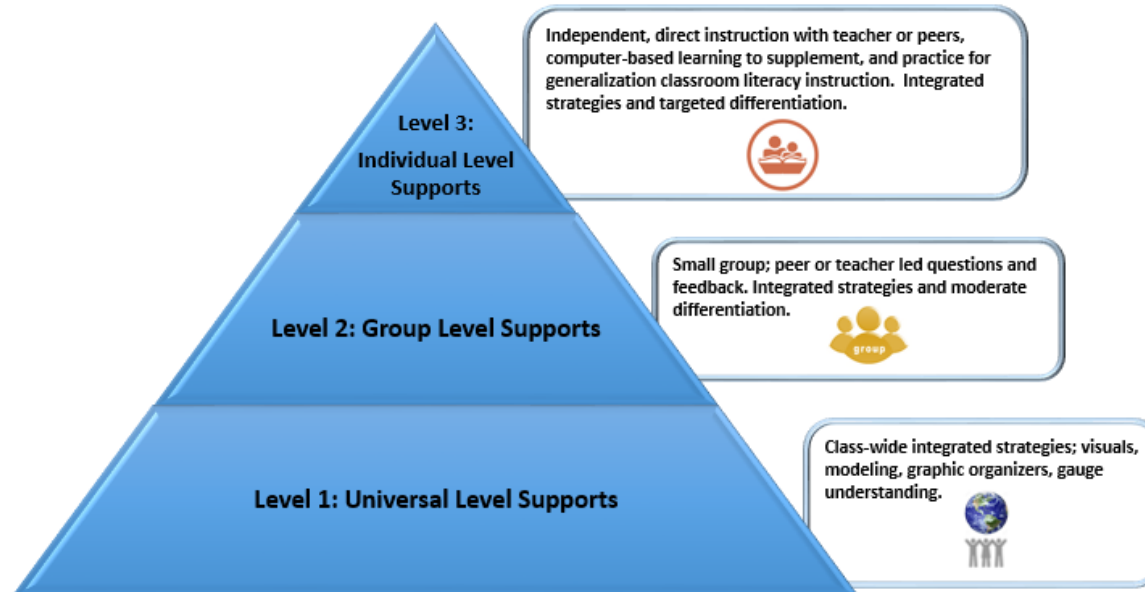 Independent, direct instruction with teacher or peers,
computer-based learning to supplement, and practice for
generalization classroom literacy instruction.  Integrated
strategies and targeted differentiation.
Level 3:
Individual Level
Supports
Small group; peer or teacher led questions and
feedback. Integrated strategies and moderate
differentiation.
group
Level 2: Group Level Supports
Class-wide integrated strategies; visuals,
modeling, graphic organizers, gauge
understanding.
Level 1: Universal Level Supports